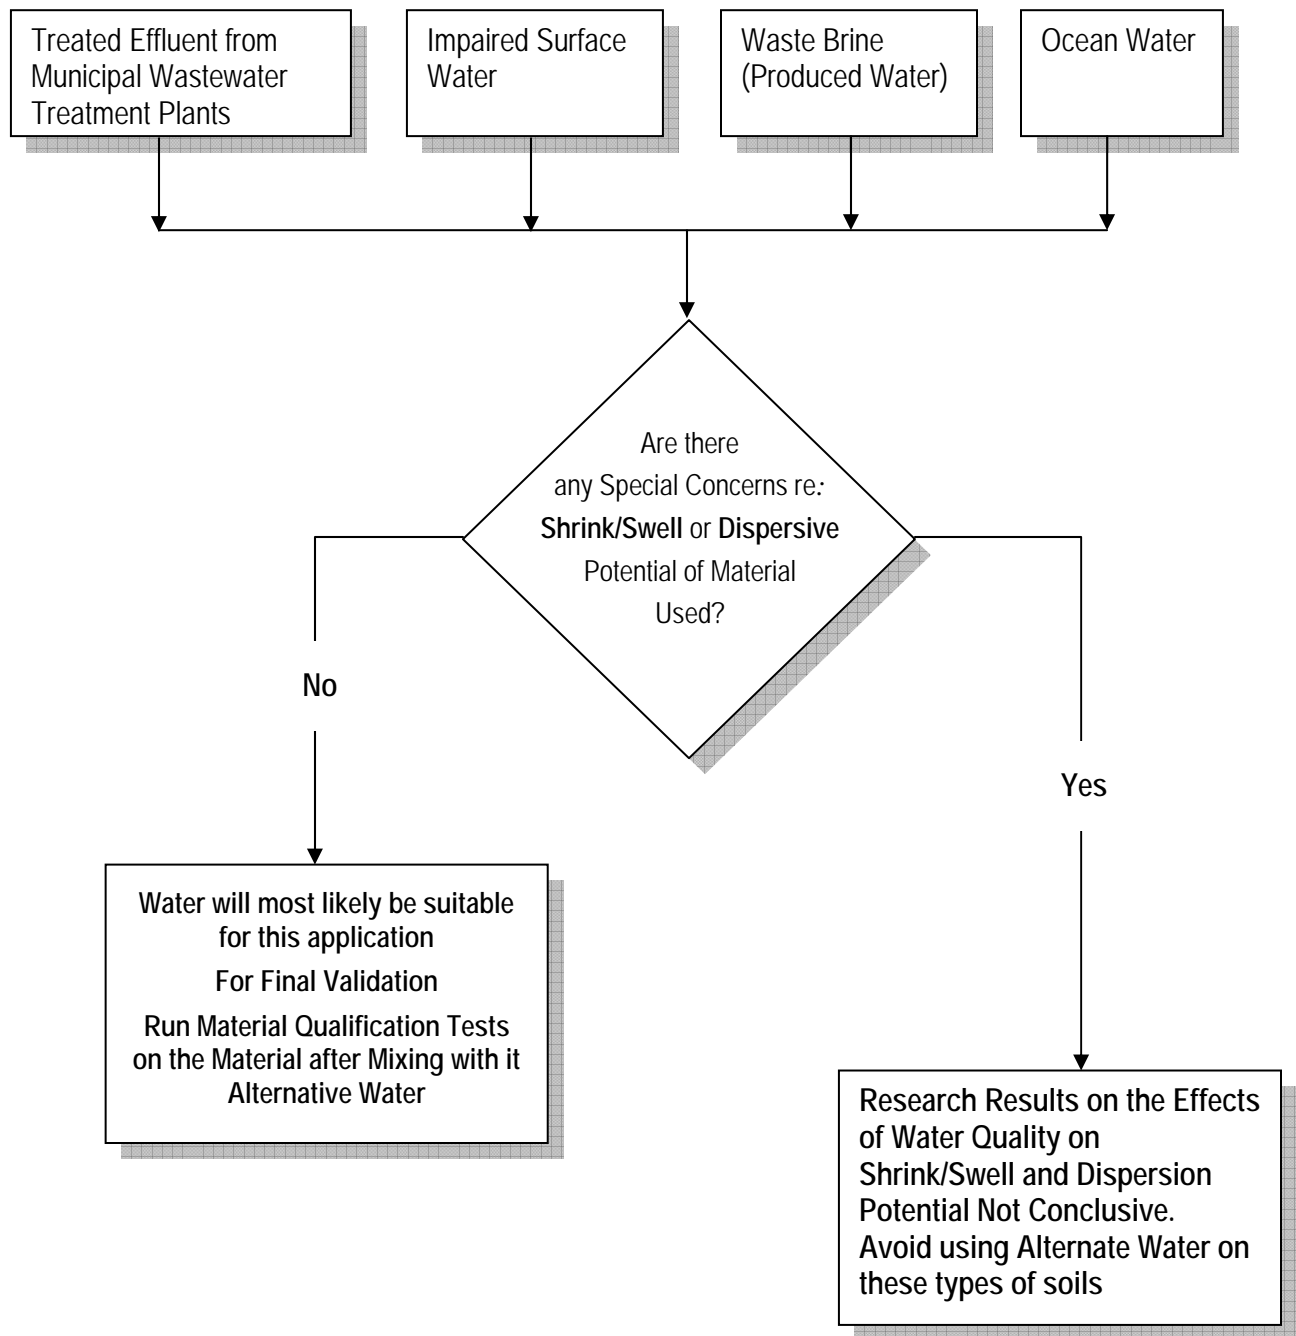 Treated Effluent from
Municipal Wastewater
Treatment Plants
Impaired Surface
Water
Waste Brine
(Produced Water)
Ocean Water
Are there
any Special Concerns re:
Shrink/Swell or Dispersive
Potential of Material
Used?
No
Yes
Water will most likely be suitable
for this application
For Final Validation
Run Material Qualification Tests
on the Material after Mixing with it
Alternative Water
Research Results on the Effects
of Water Quality on
Shrink/Swell and Dispersion
Potential Not Conclusive.
Avoid using Alternate Water on
these types of soils